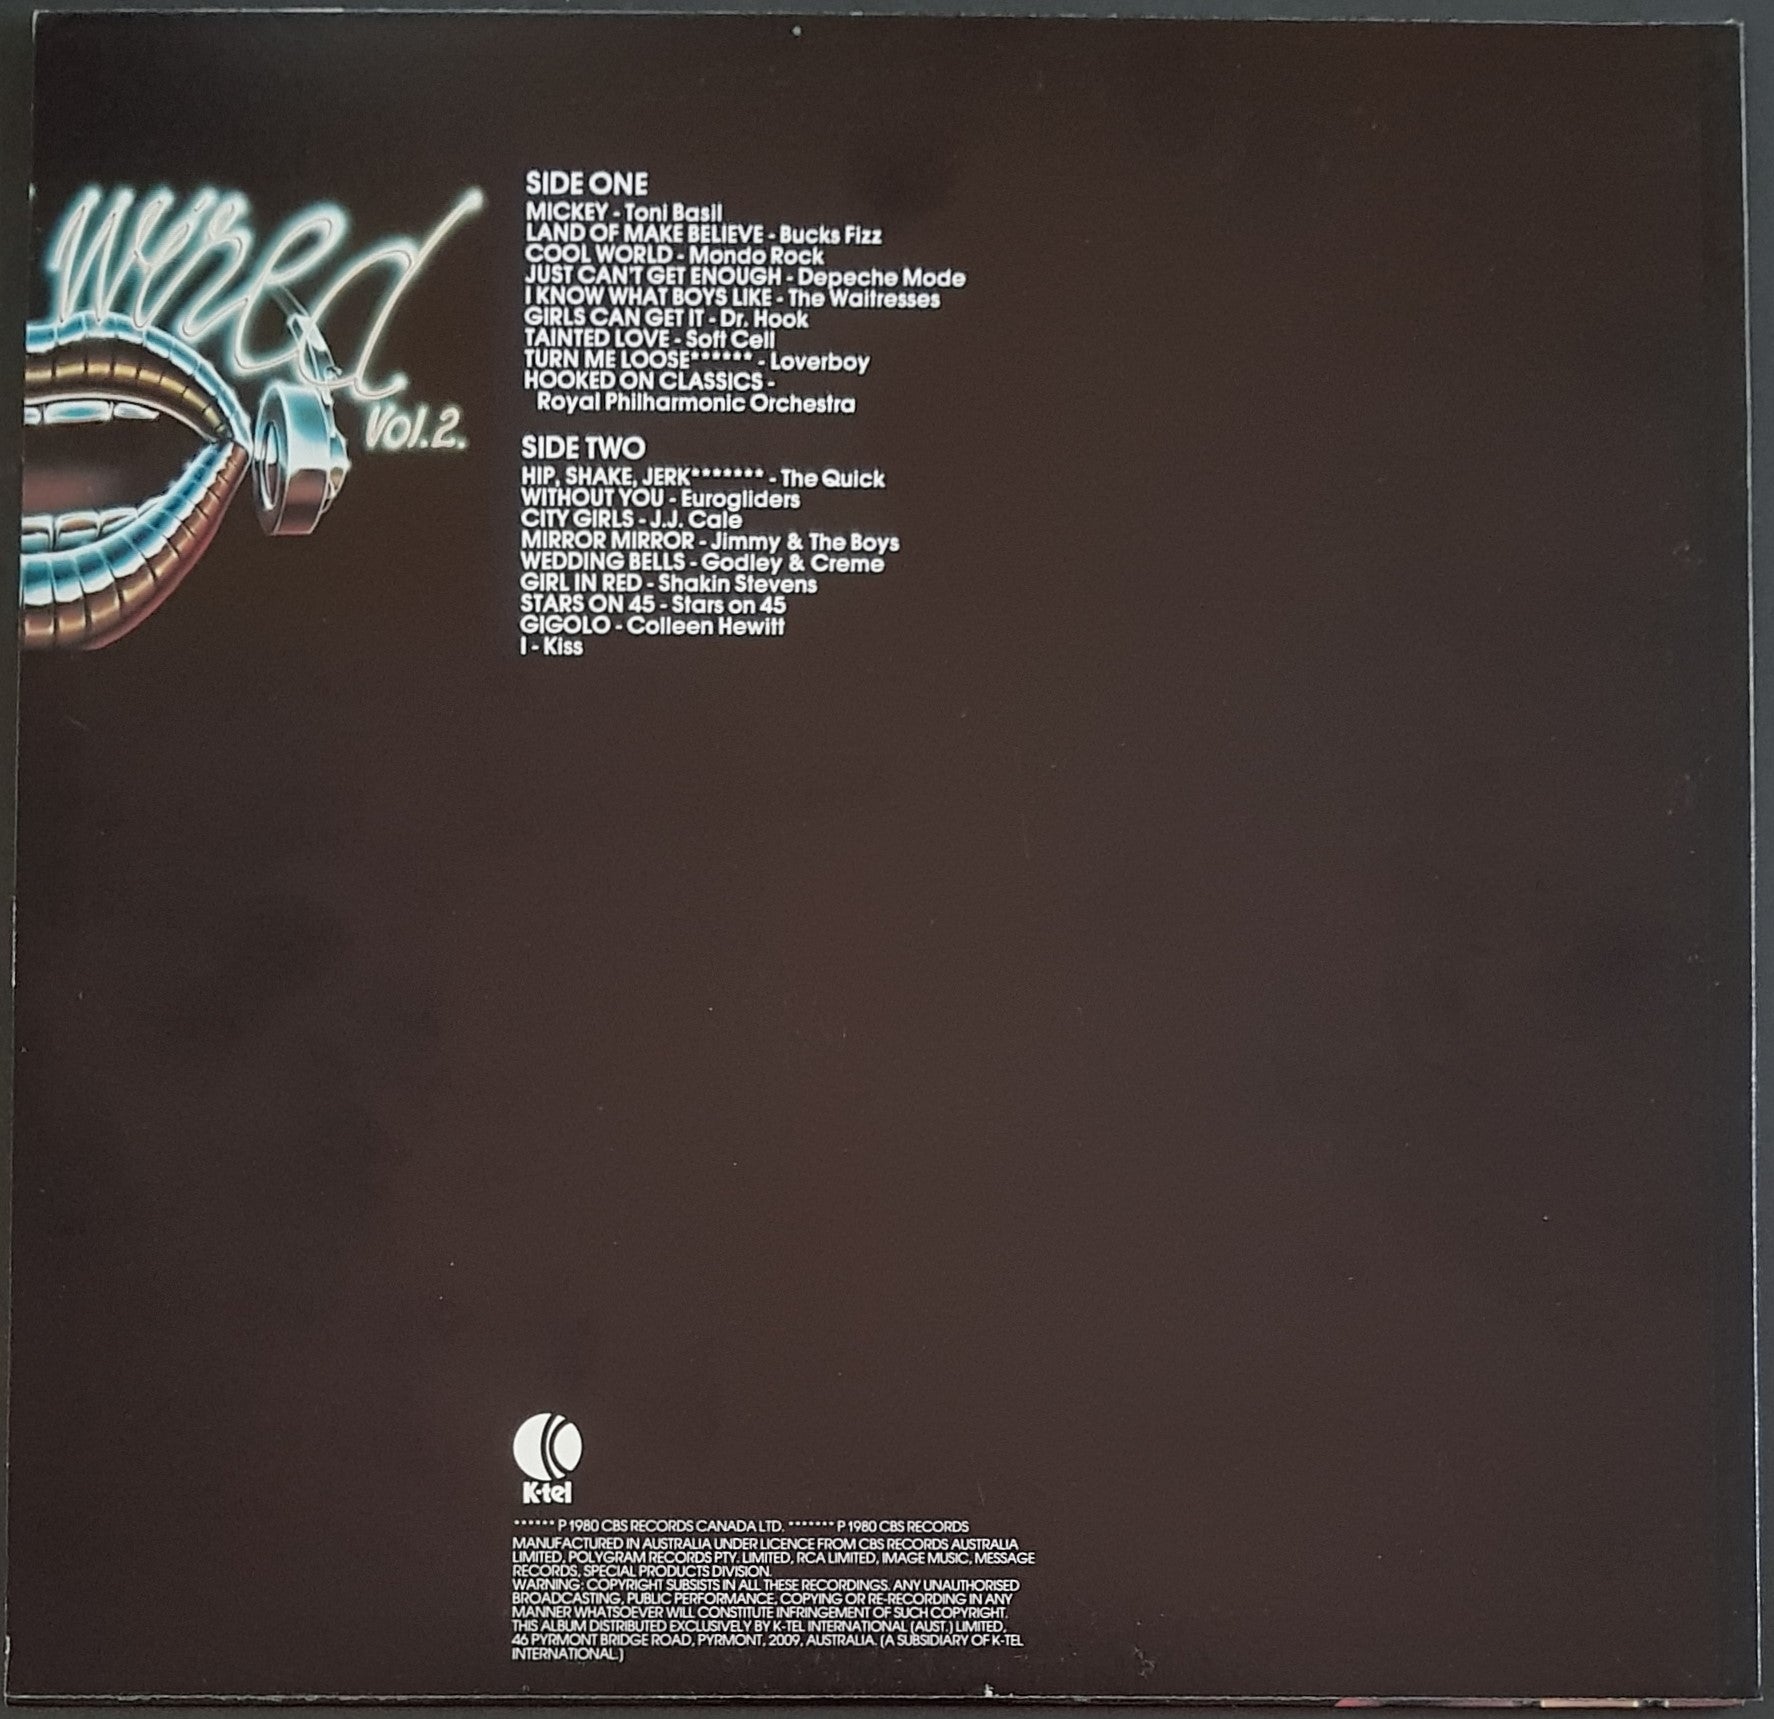 Wired
Vol.2.
SIDE ONE
MICKEY - Toni Basil
LAND OF MAKE BELIEVE - Bucks Fizz
COOL WORLD - Mondo Rock
JUST CAN'T GET ENOUGH - Depeche Mode
I KNOW WHAT BOYS LIKE - The Waitresses
GIRLS CAN GET IT - Dr. Hook
TAINTED LOVE - Soft Cell
TURN ME LOOSE****** - Loverboy
HOOKED ON CLASSICS -
Royal Philharmonic Orchestra
SIDE TWO
HIP, SHAKE, JERK******* - The Quick
WITHOUT YOU - Eurogliders
CITY GIRLS - J.J. Cale
MIRROR MIRROR - Jimmy & The Boys
WEDDING BELLS - Godley & Creme
GIRL IN RED - Shakin Stevens
STARS ON 45 - Stars on 45
GIGOLO - Colleen Hewitt
I - Kiss
K-tel
****** P 1980 CBS RECORDS CANADA LTD. ******* P 1980 CBS RECORDS
MANUFACTURED IN AUSTRALIA UNDER LICENCE FROM CBS RECORDS AUSTRALIA
LIMITED, POLYGRAM RECORDS PTY. LIMITED, RCA LIMITED, IMAGE MUSIC, MESSAGE
RECORDS, SPECIAL PRODUCTS DIVISION.
WARNING: COPYRIGHT SUBSISTS IN ALL THESE RECORDINGS. ANY UNAUTHORISED
BROADCASTING, PUBLIC PERFORMANCE, COPYING OR RE-RECORDING IN ANY
MANNER WHATSOEVER WILL CONSTITUTE INFRINGEMENT OF SUCH COPYRIGHT.
THIS ALBUM DISTRIBUTED EXCLUSIVELY BY K-TEL INTERNATIONAL (AUST.) LIMITED,
46 PYRMONT BRIDGE ROAD, PYRMONT, 2009, AUSTRALIA. (A SUBSIDIARY OF K-TEL
INTERNATIONAL.)